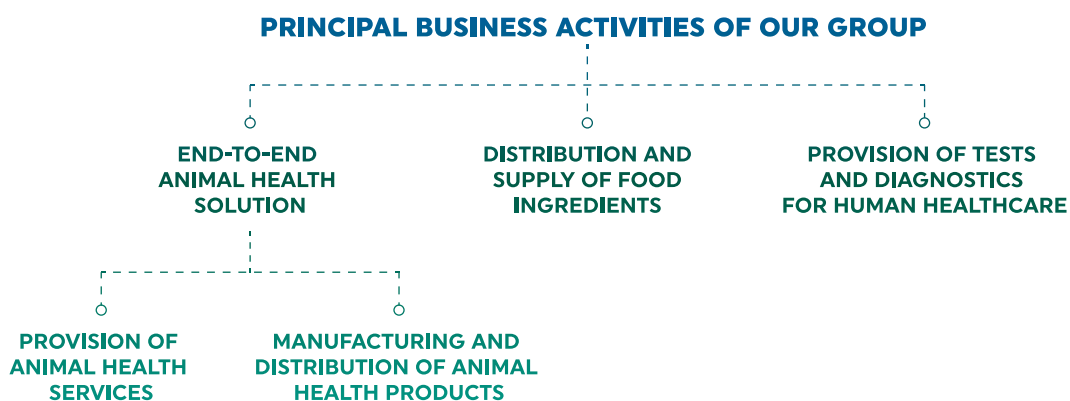 PRINCIPAL BUSINESS ACTIVITIES OF OUR GROUP
END-TO-END
ANIMAL HEALTH
SOLUTION
DISTRIBUTION AND
SUPPLY OF FOOD
INGREDIENTS
PROVISION OF TESTS
AND DIAGNOSTICS
FOR HUMAN HEALTHCARE
PROVISION OF
ANIMAL HEALTH
SERVICES
MANUFACTURING AND
DISTRIBUTION OF ANIMAL
HEALTH PRODUCTS